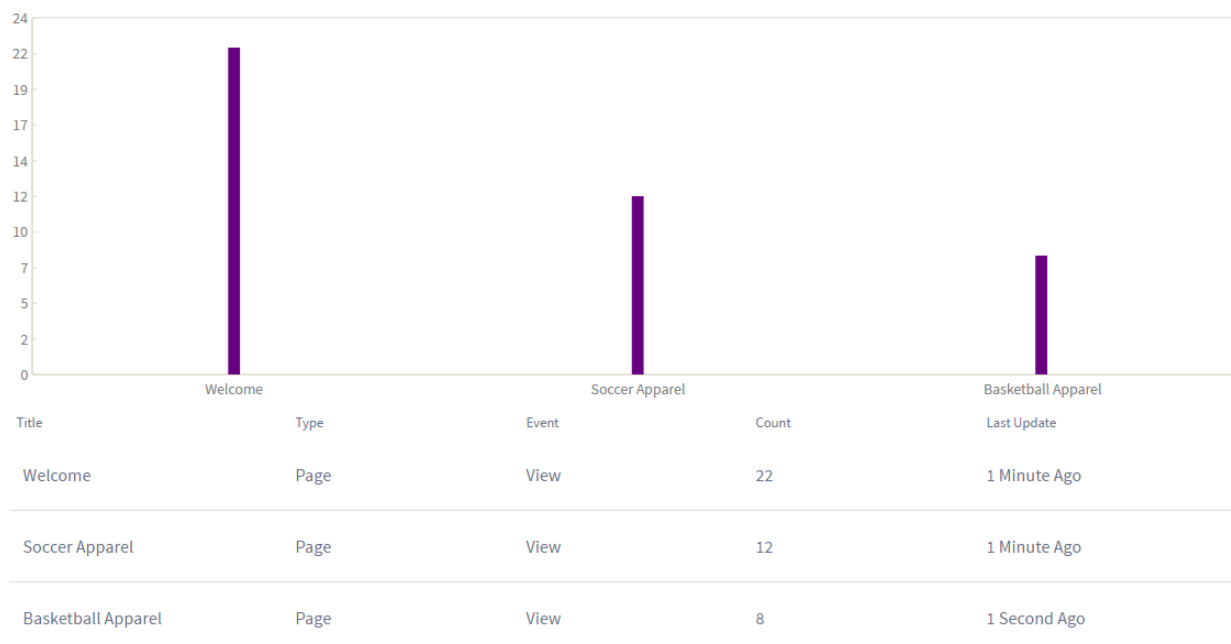 24
22
19
17
14
12
10
7
5
2
0
Welcome Soccer Apparel Basketball Apparel
Title Type Event Count Last Update
Welcome Page View 22 1 Minute Ago
Soccer Apparel Page View 12 1 Minute Ago
Basketball Apparel Page View 8 1 Second Ago